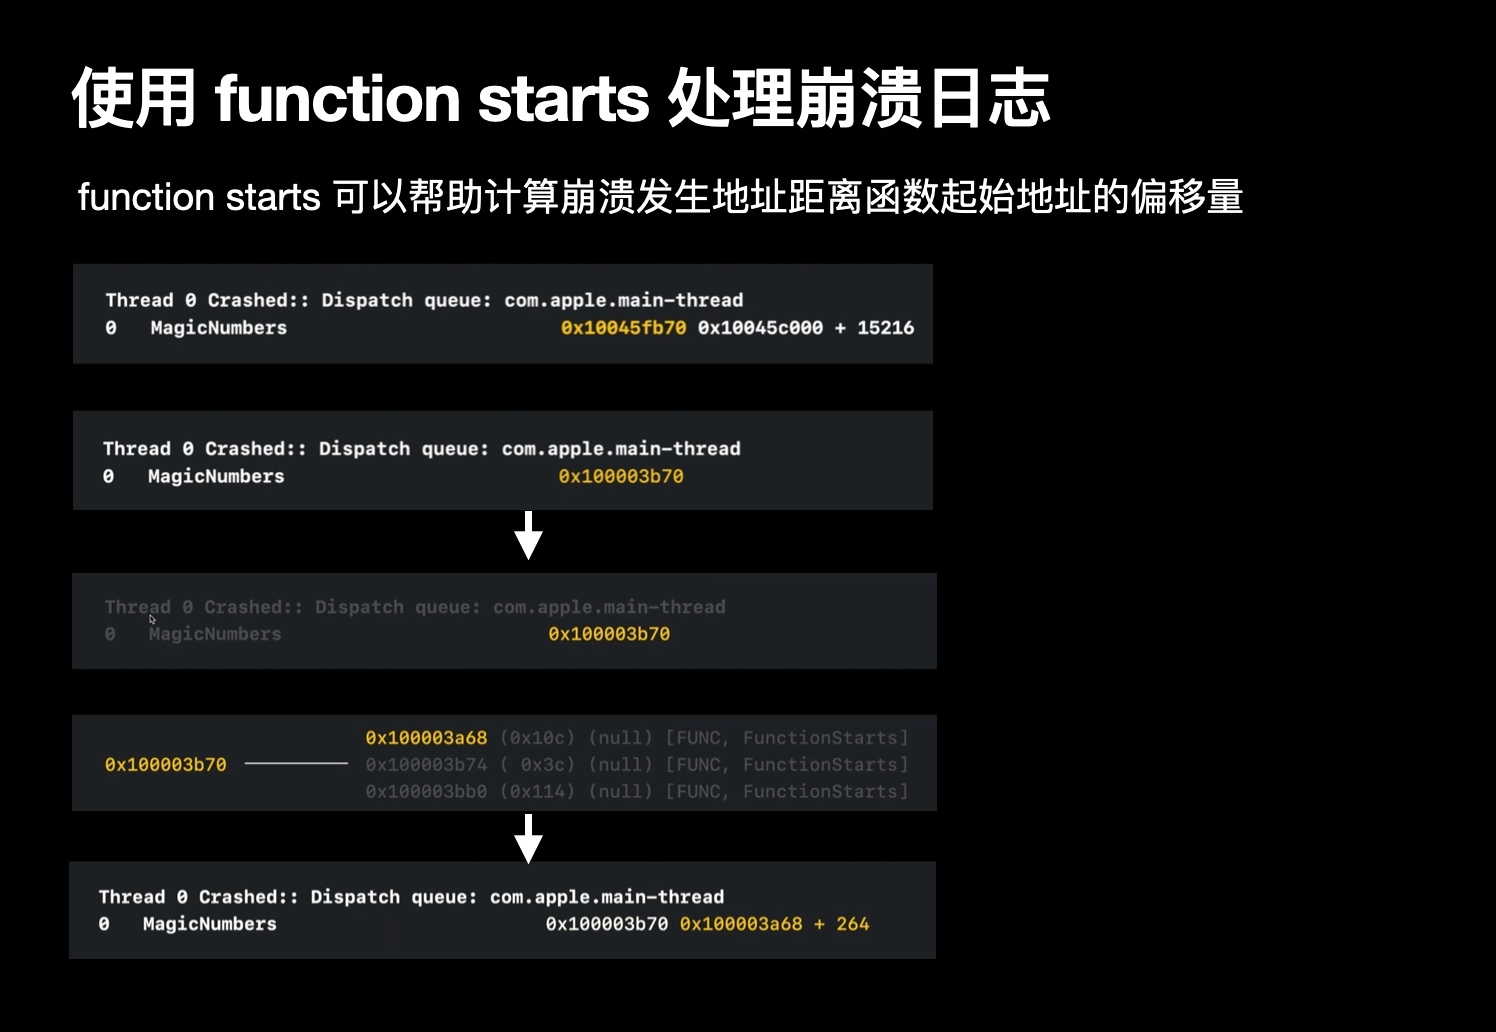 使用 function starts 处理崩溃日志
function starts 可以帮助计算崩溃发生地址距离函数起始地址的偏移量
Thread 0 Crashed:: Dispatch queue: com.apple.main-thread
0 MagicNumbers 0x10045fb70 0x10045c000 + 15216
Thread 0 Crashed:: Dispatch queue: com.apple.main-thread
0 MagicNumbers 0x100003b70
Thread 0 Crashed:: Dispatch queue: com.apple.main-thread
0 MagicNumbers 0x100003b70
0x100003a68 (0x10c) (null) [FUNC, FunctionStarts]
0x100003b70 0x100003b74 ( 0x3c) (null) [FUNC, FunctionStarts]
0x100003bb0 (0x114) (null) [FUNC, FunctionStarts]
Thread 0 Crashed:: Dispatch queue: com.apple.main-thread
0 MagicNumbers 0x100003b70 0x100003a68 + 264